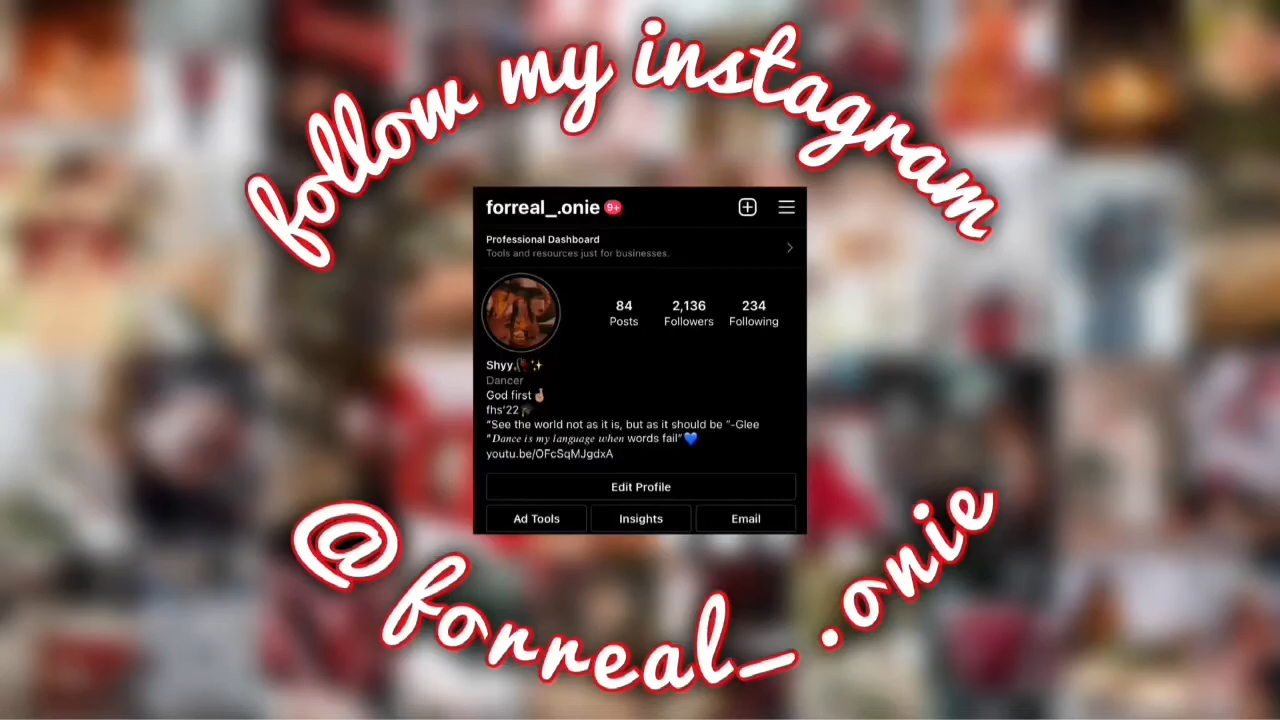 follow my instagram
forreal_.onie 9+
Professional Dashboard
Tools and resources just for businesses.
84 2,136 234
Posts Followers Following
Shyy🥀✨
Dancer
God first🤞🏼
fhs'22🎓
"See the world not as it is, but as it should be "-Glee
"𝐷𝑎𝑛𝑐𝑒 𝑖𝑠 𝑚𝑦 𝑙𝑎𝑛𝑔𝑢𝑎𝑔𝑒 𝑤ℎ𝑒𝑛 words fail"💙
youtu.be/OFcSqMJgdxA
Edit Profile
Ad Tools Insights Email
@forreal_.onie